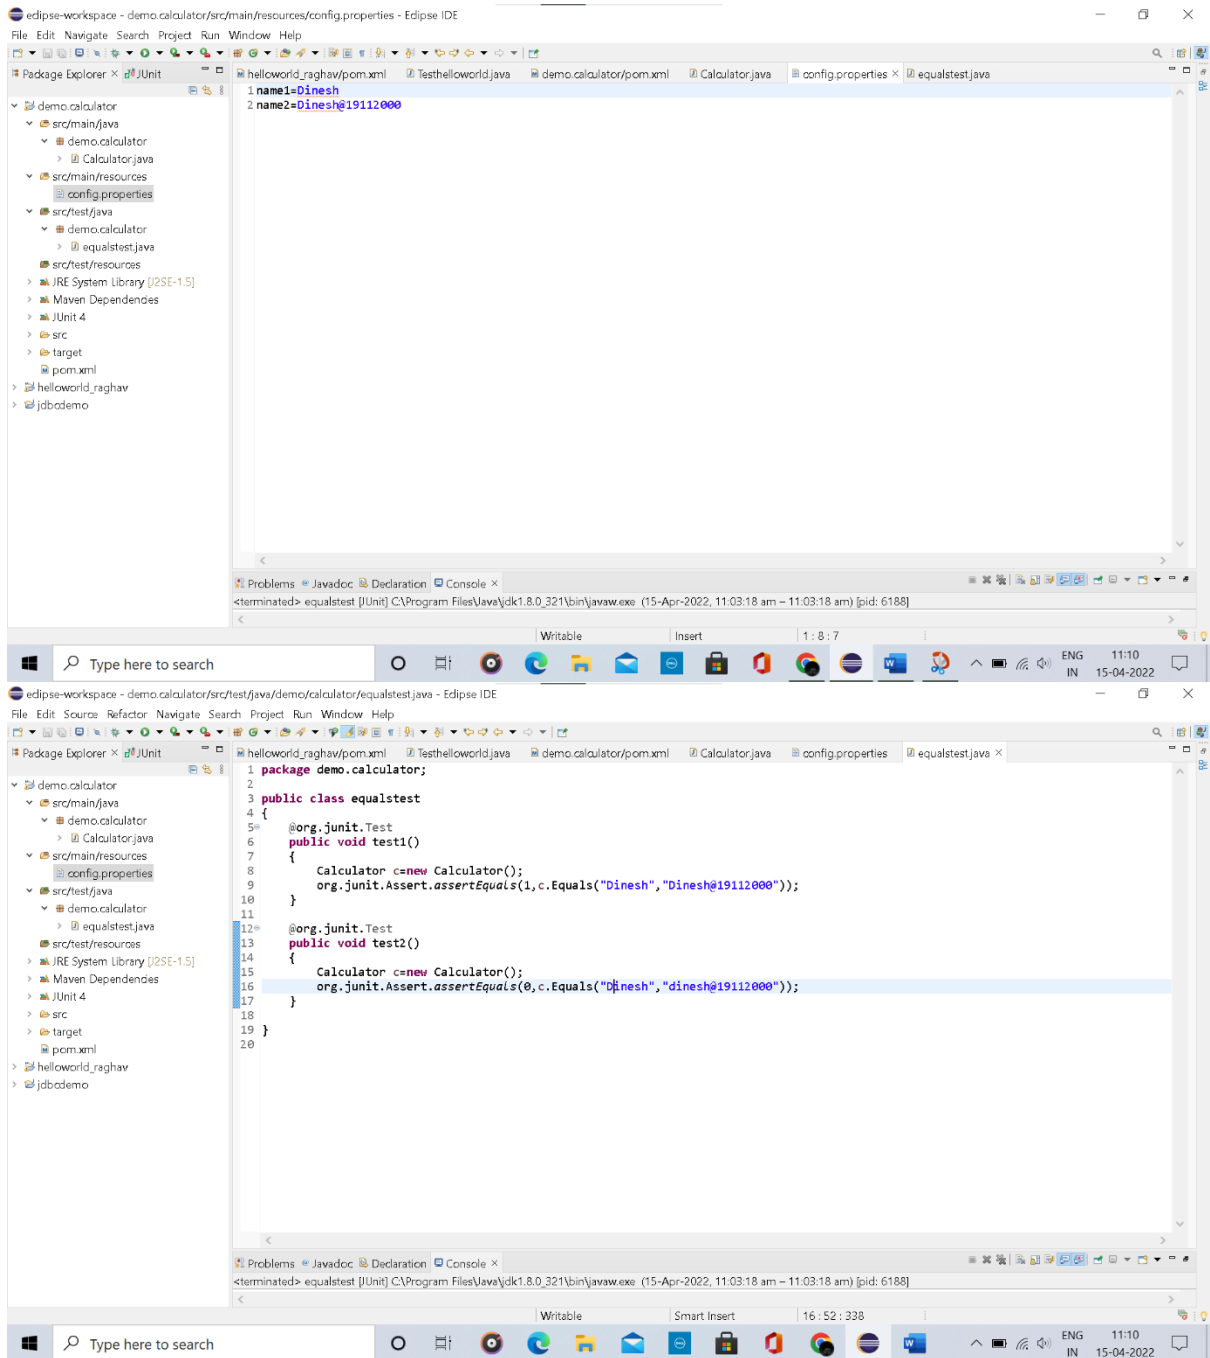 eclipse-workspace - demo.calculator/src/main/resources/config.properties - Eclipse IDE
File Edit Navigate Search Project Run Window Help
Package Explorer × JUnit
helloworld_raghav/pom.xml Testhelloworld.java demo.calculator/pom.xml Calculator.java config.properties × equalstest.java
demo.calculator
src/main/java
demo.calculator
Calculator.java
src/main/resources
config.properties
src/test/java
demo.calculator
equalstest.java
src/test/resources
JRE System Library [J2SE-1.5]
Maven Dependencies
JUnit 4
src
target
pom.xml
helloworld_raghav
jdbcdemo
1 name1=Dinesh
2 name2=Dinesh@19112000
Problems Javadoc Declaration Console ×
<terminated> equalstest [JUnit] C:\Program Files\Java\jdk1.8.0_321\bin\javaw.exe (15-Apr-2022, 11:03:18 am – 11:03:18 am) [pid: 6188]
Writable Insert 1 : 8 : 7
Type here to search
ENG
IN
11:10
15-04-2022
eclipse-workspace - demo.calculator/src/test/java/demo/calculator/equalstest.java - Eclipse IDE
File Edit Source Refactor Navigate Search Project Run Window Help
Package Explorer × JUnit
helloworld_raghav/pom.xml Testhelloworld.java demo.calculator/pom.xml Calculator.java config.properties equalstest.java ×
demo.calculator
src/main/java
demo.calculator
Calculator.java
src/main/resources
config.properties
src/test/java
demo.calculator
equalstest.java
src/test/resources
JRE System Library [J2SE-1.5]
Maven Dependencies
JUnit 4
src
target
pom.xml
helloworld_raghav
jdbcdemo
1 package demo.calculator;
2
3 public class equalstest
4 {
5 @org.junit.Test
6 public void test1()
7 {
8 Calculator c=new Calculator();
9 org.junit.Assert.assertEquals(1,c.Equals("Dinesh","Dinesh@19112000"));
10 }
11
12 @org.junit.Test
13 public void test2()
14 {
15 Calculator c=new Calculator();
16 org.junit.Assert.assertEquals(0,c.Equals("Dinesh","dinesh@19112000"));
17 }
18
19 }
20
Problems Javadoc Declaration Console ×
<terminated> equalstest [JUnit] C:\Program Files\Java\jdk1.8.0_321\bin\javaw.exe (15-Apr-2022, 11:03:18 am – 11:03:18 am) [pid: 6188]
Writable Smart Insert 16 : 52 : 338
Type here to search
ENG
IN
11:10
15-04-2022